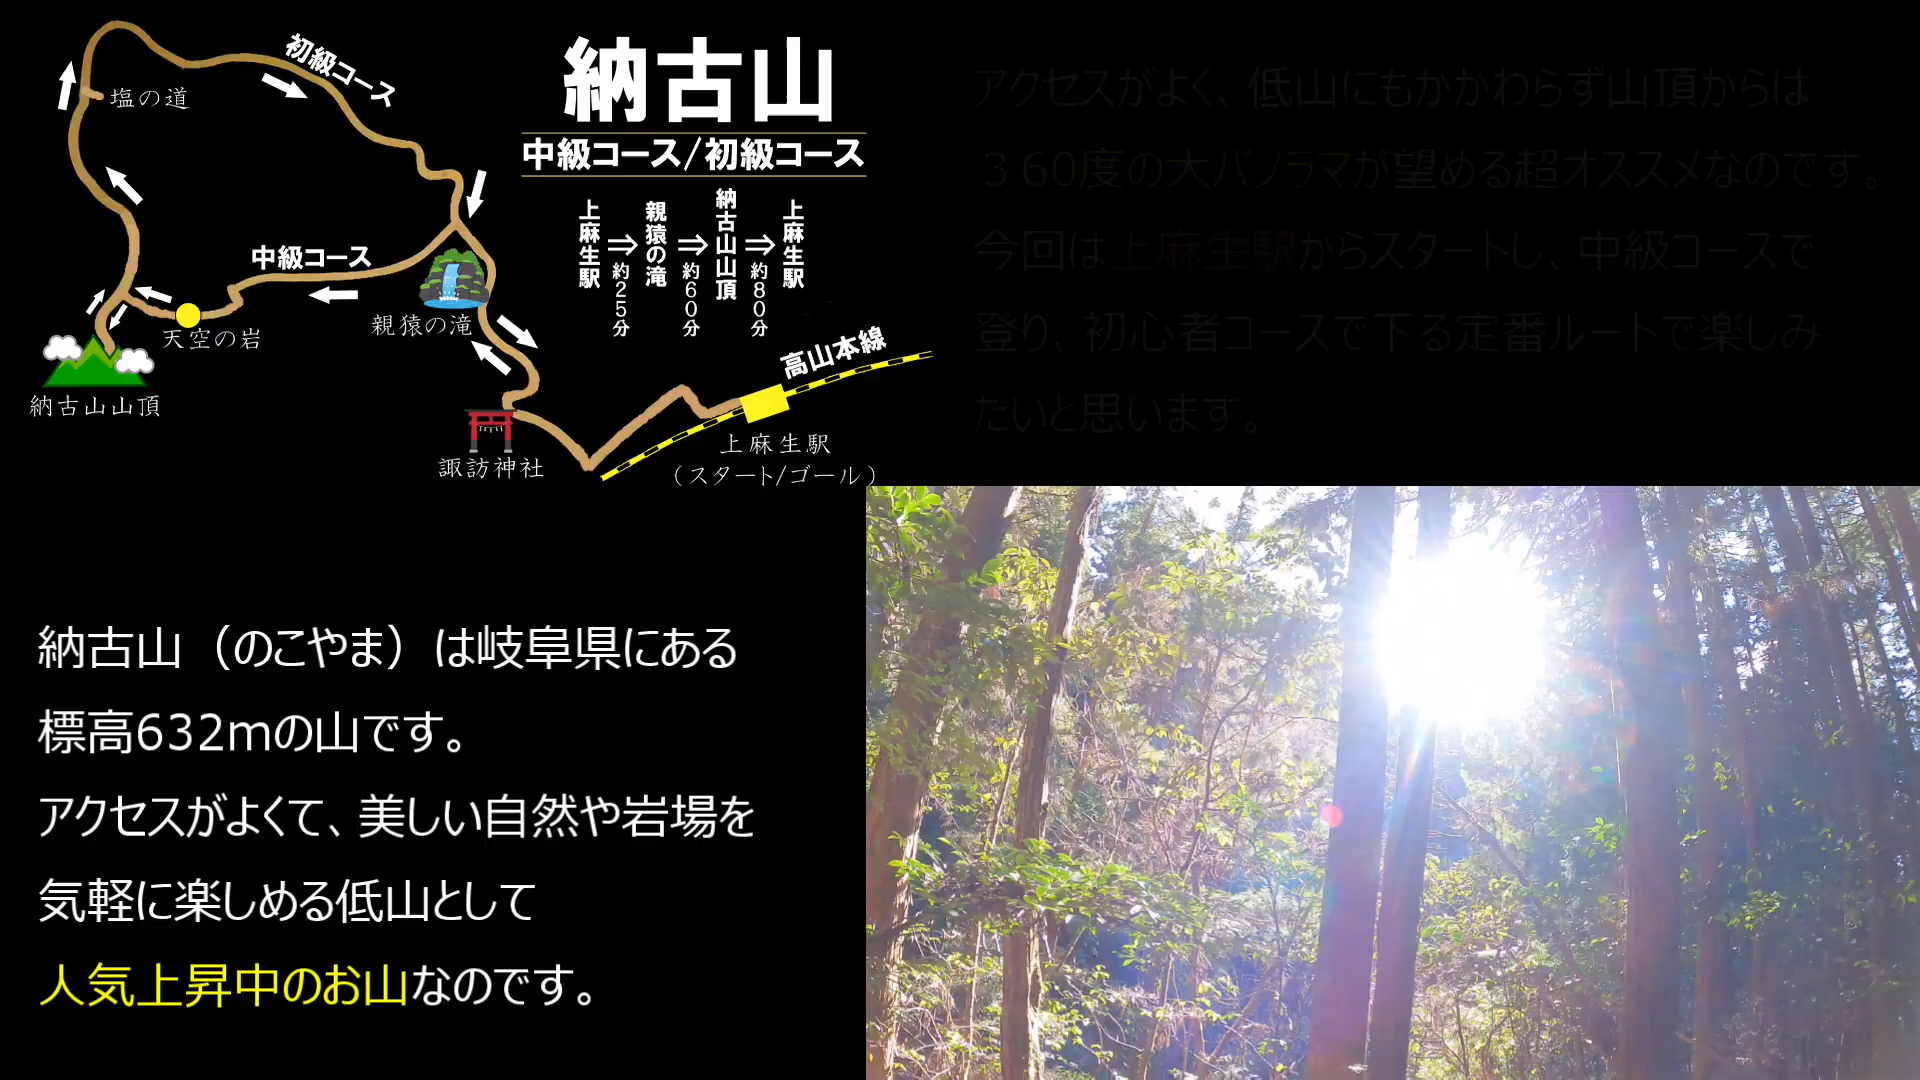 納古山
中級コース/初級コース
上麻生駅⇒約25分 親猿の滝⇒約60分 納古山山頂⇒約80分 上麻生駅
初級コース
塩の道
中級コース
天空の岩
親猿の滝
納古山山頂
諏訪神社
高山本線
上麻生駅
（スタート/ゴール）
アクセスがよく、低山にもかかわらず山頂からは
３60度の大パノラマが望める超オススメなのです。
今回は上麻生駅からスタートし、中級コースで
登り、初心者コースで下る定番ルートで楽しみ
たいと思います。
納古山（のこやま）は岐阜県にある
標高632mの山です。
アクセスがよくて、美しい自然や岩場を
気軽に楽しめる低山として
人気上昇中のお山なのです。